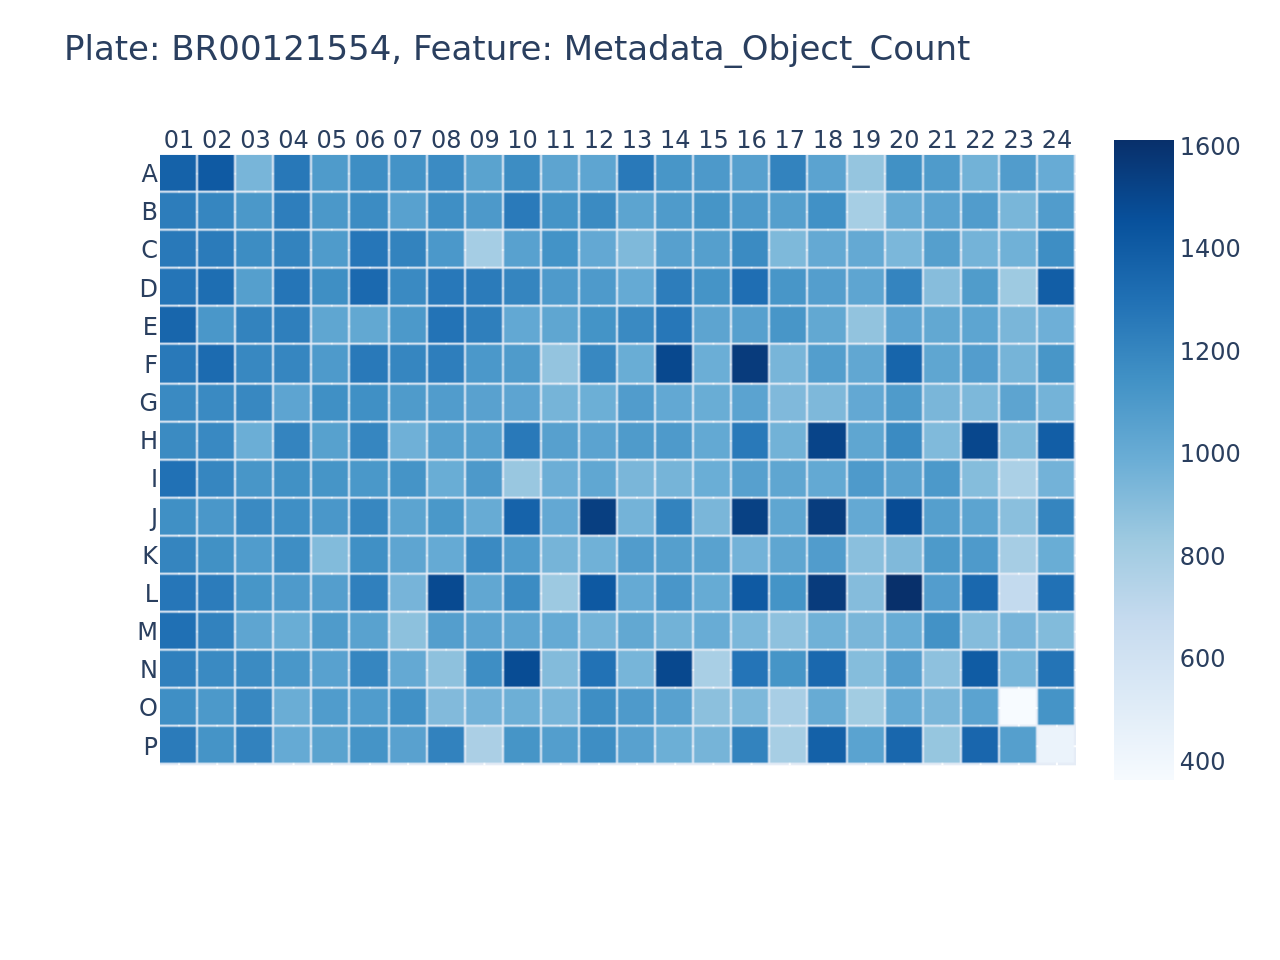 Plate: BR00121554, Feature: Metadata_Object_Count
01 02 03 04 05 06 07 08 09 10 11 12 13 14 15 16 17 18 19 20 21 22 23 24
1600
A
B
1400
C
D
E
1200
F
G
H
1000
I
J
K
800
L
M
N
600
O
P
400